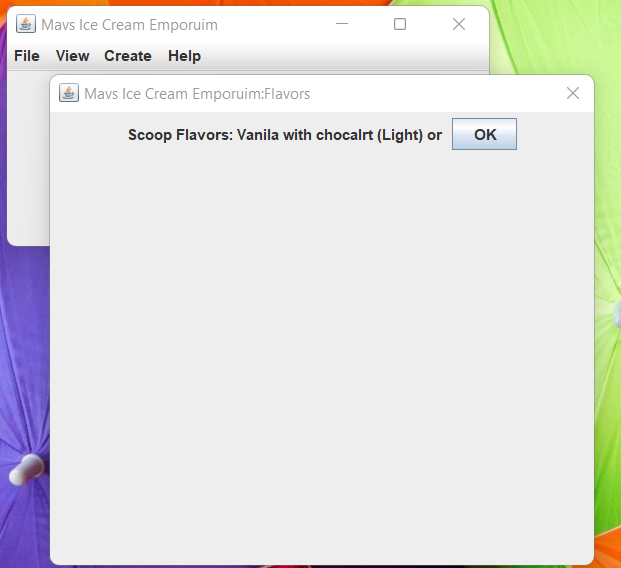 Mavs Ice Cream Emporuim
File View Create Help
Mavs Ice Cream Emporuim:Flavors
Scoop Flavors: Vanila with chocalrt (Light) or OK